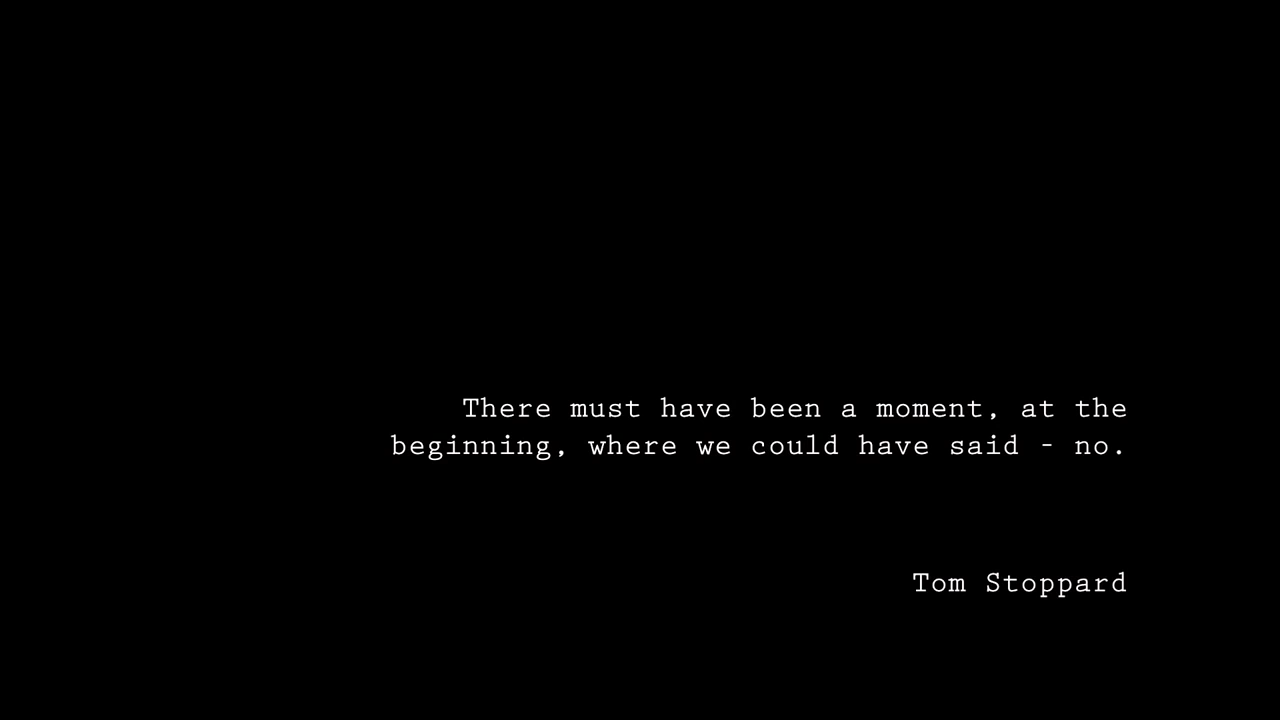 There must have been a moment, at the
beginning, where we could have said - no.
Tom Stoppard